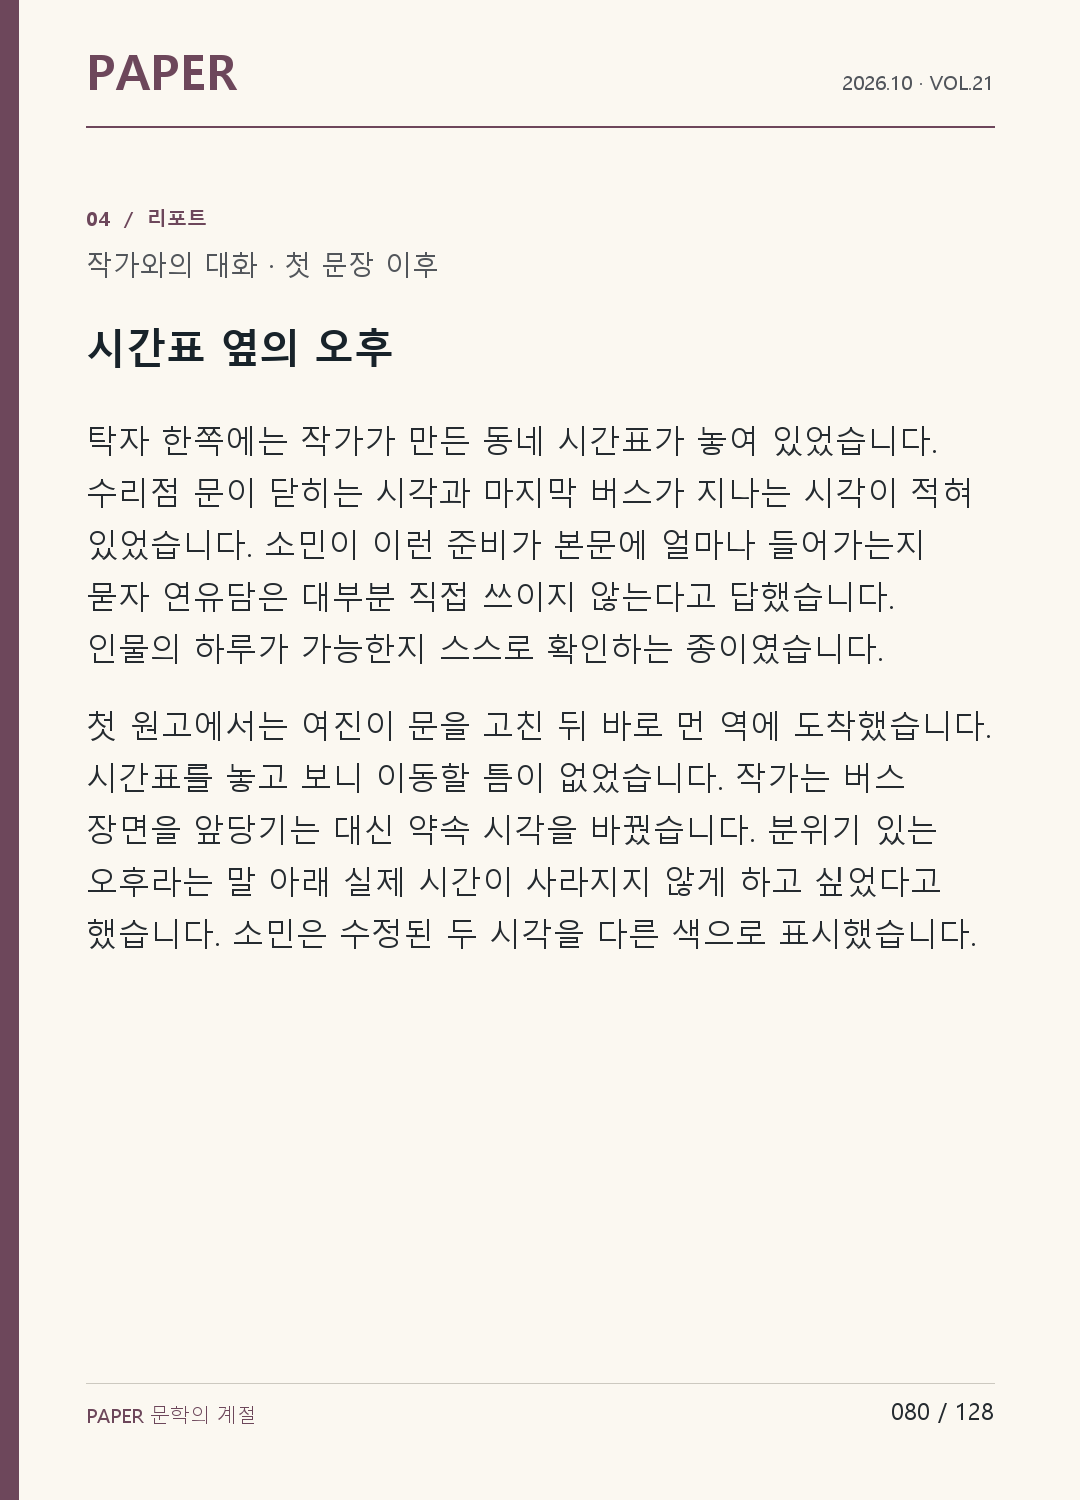 PAPER
2026.10 · VOL.21
04 / 리포트
작가와의 대화 · 첫 문장 이후
시간표 옆의 오후
탁자 한쪽에는 작가가 만든 동네 시간표가 놓여 있었습니다.
수리점 문이 닫히는 시각과 마지막 버스가 지나는 시각이 적혀
있었습니다. 소민이 이런 준비가 본문에 얼마나 들어가는지
묻자 연유담은 대부분 직접 쓰이지 않는다고 답했습니다.
인물의 하루가 가능한지 스스로 확인하는 종이였습니다.
첫 원고에서는 여진이 문을 고친 뒤 바로 먼 역에 도착했습니다.
시간표를 놓고 보니 이동할 틈이 없었습니다. 작가는 버스
장면을 앞당기는 대신 약속 시각을 바꿨습니다. 분위기 있는
오후라는 말 아래 실제 시간이 사라지지 않게 하고 싶었다고
했습니다. 소민은 수정된 두 시각을 다른 색으로 표시했습니다.
PAPER 문학의 계절
080 / 128